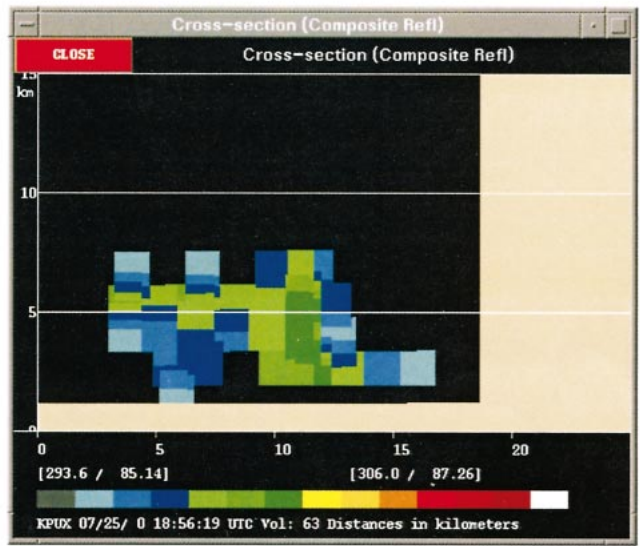 Cross-section (Composite Refl)
CLOSE
Cross-section (Composite Refl)
15
km
10
5
0
0 5 10 15 20
[293.6 / 85.14] [306.0 / 87.26]
KPUX 07/25/ 0 18:56:19 UTC Vol: 63 Distances in kilometers